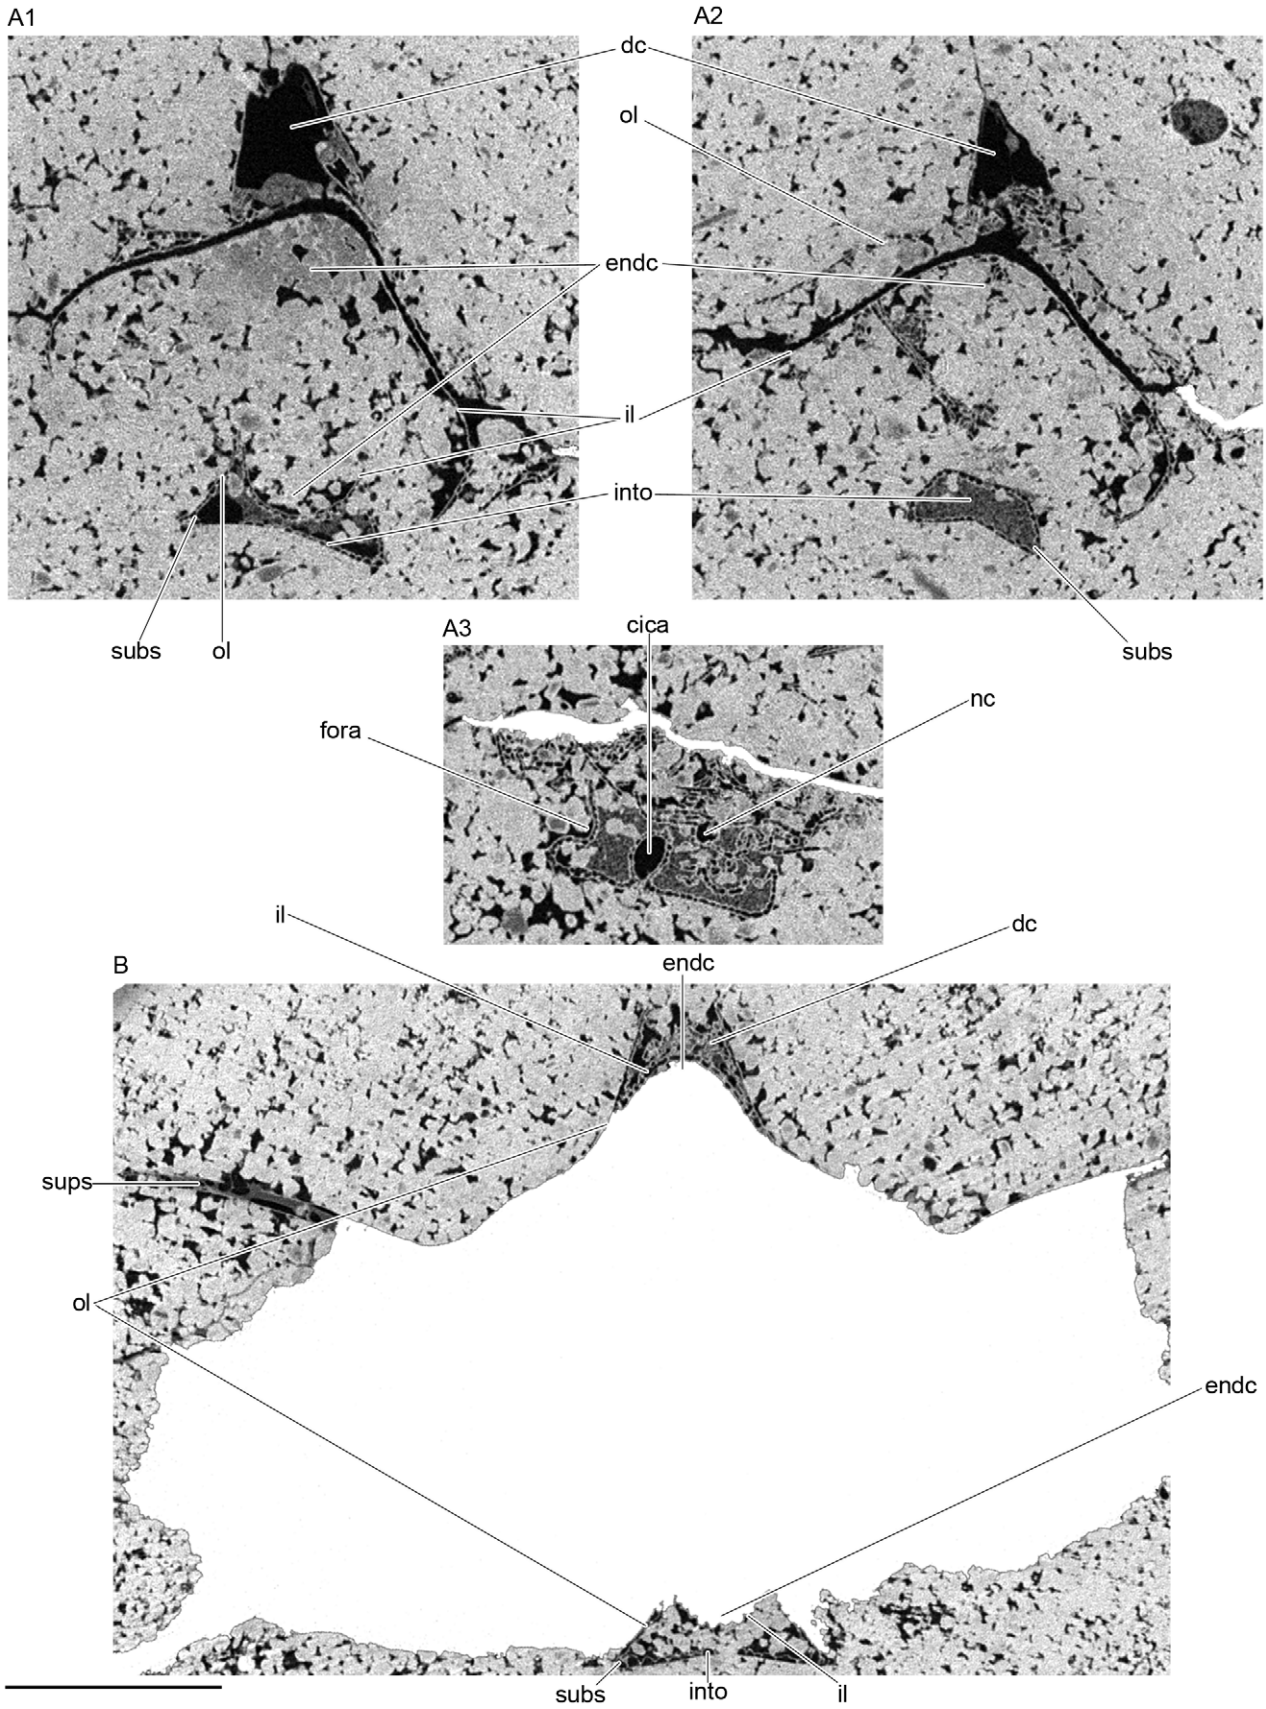 A1
A2
dc
ol
endc
il
into
subs
ol
subs
A3
cica
nc
fora
il
dc
B
endc
sups
ol
endc
subs
into
il